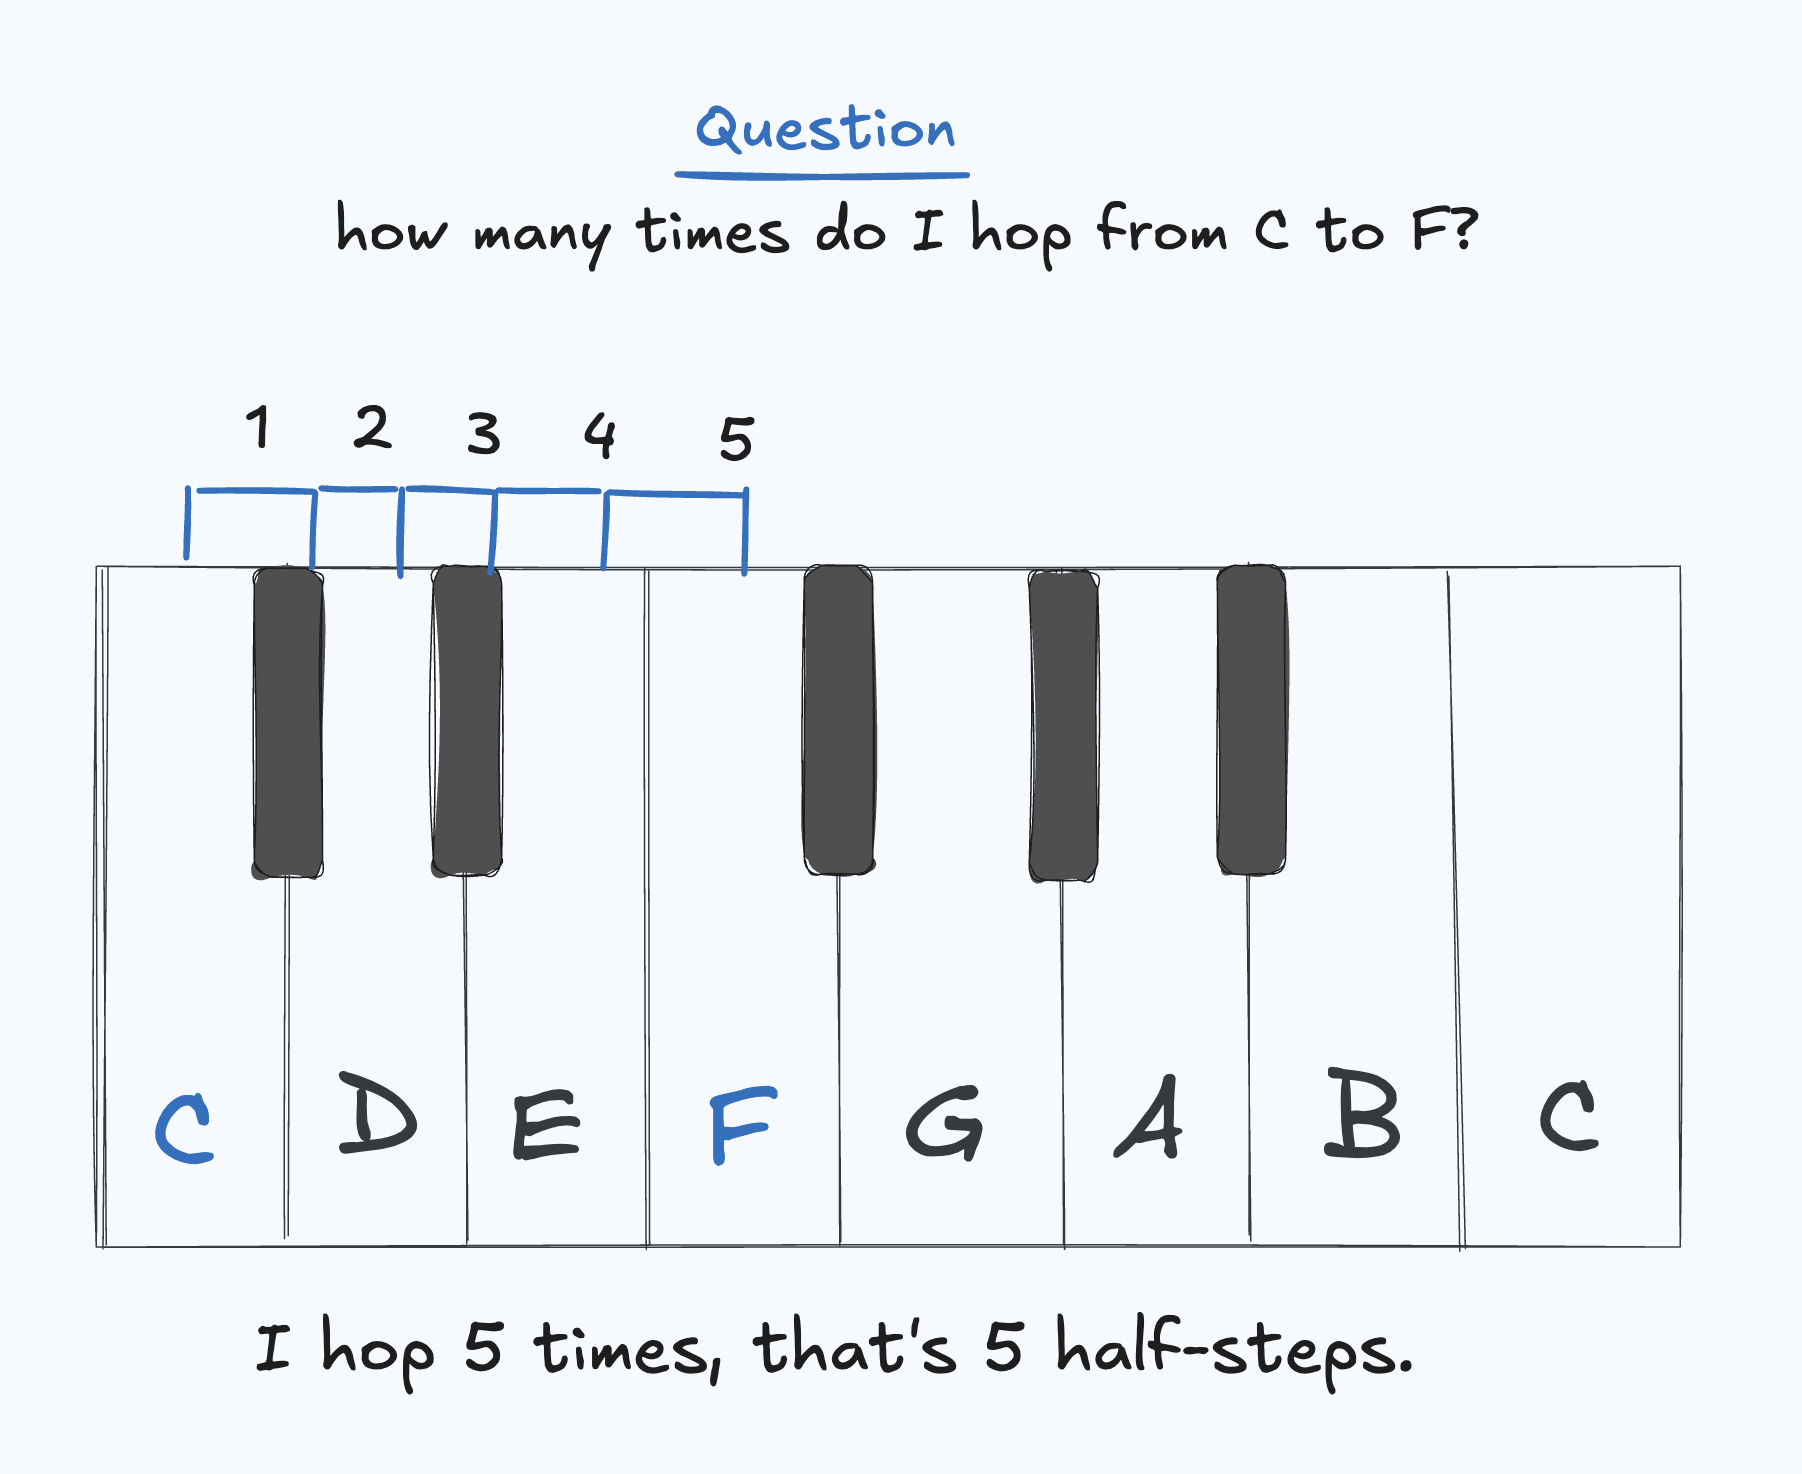 Question
how many times do I hop from C to F?
1 2 3 4 5
C D E F G A B C
I hop 5 times, that's 5 half-steps.